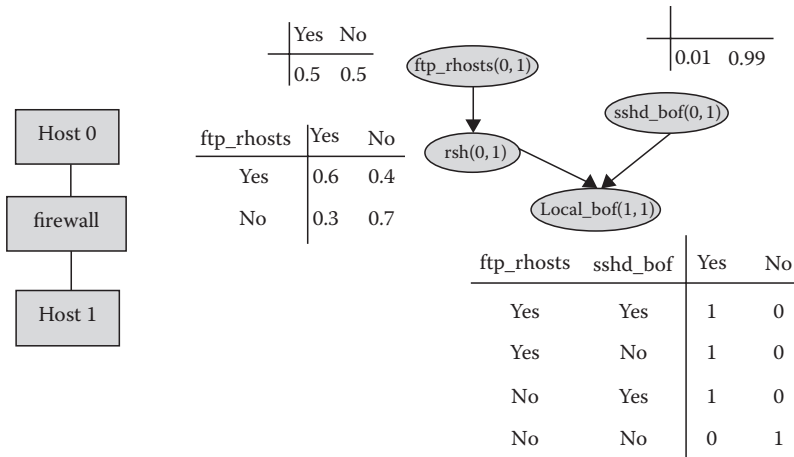 Yes No
0.5 0.5
0.01 0.99
ftp_rhosts(0, 1)
sshd_bof(0, 1)
rsh(0, 1)
Local_bof(1, 1)
Host 0
firewall
Host 1
ftp_rhosts Yes No
Yes 0.6 0.4
No 0.3 0.7
ftp_rhosts sshd_bof Yes No
Yes Yes 1 0
Yes No 1 0
No Yes 1 0
No No 0 1